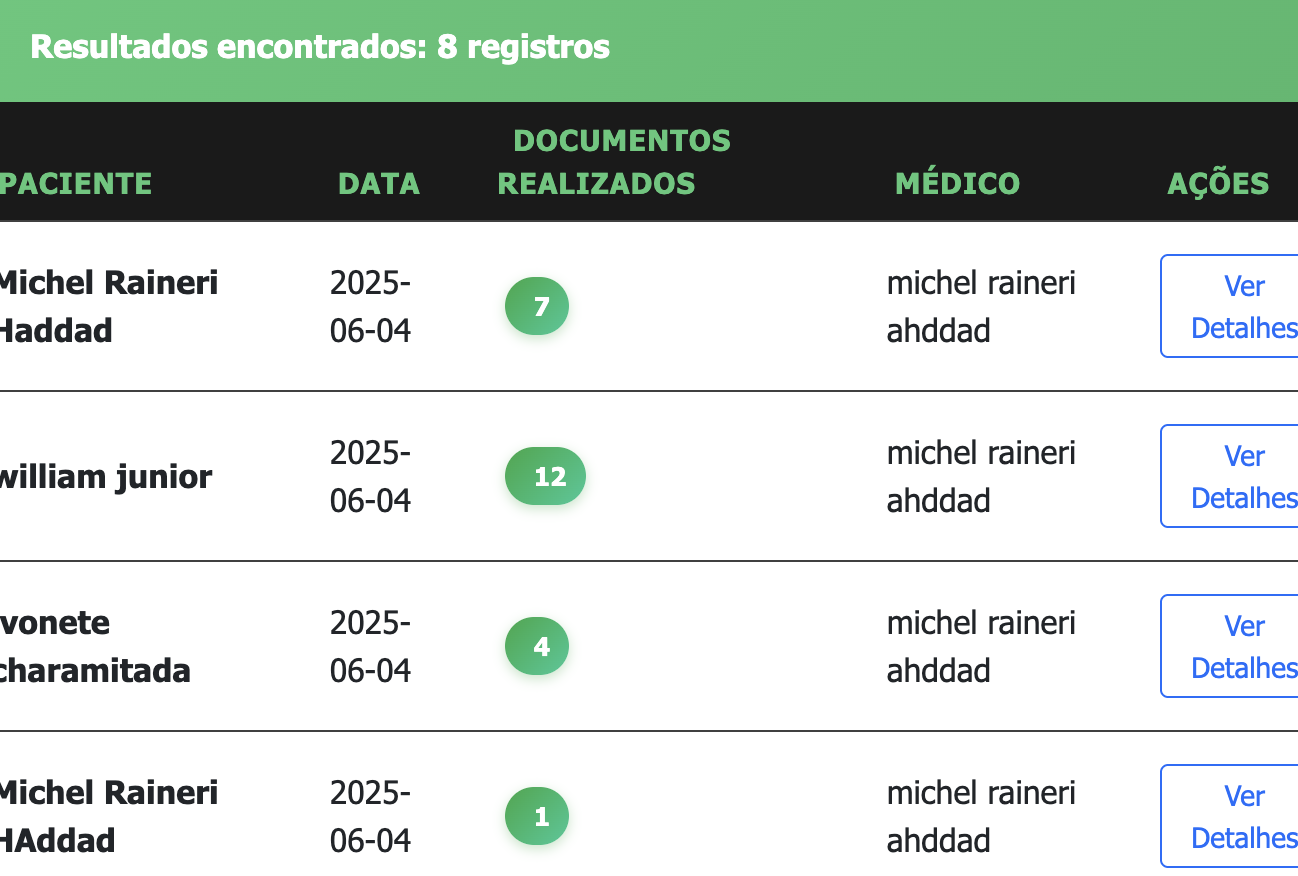 Resultados encontrados: 8 registros
PACIENTE DATA DOCUMENTOS REALIZADOS MÉDICO AÇÕES
Michel Raineri Haddad 2025-06-04 7 michel raineri ahddad Ver Detalhes
william junior 2025-06-04 12 michel raineri ahddad Ver Detalhes
vonete charamitada 2025-06-04 4 michel raineri ahddad Ver Detalhes
Michel Raineri HAddad 2025-06-04 1 michel raineri ahddad Ver Detalhes